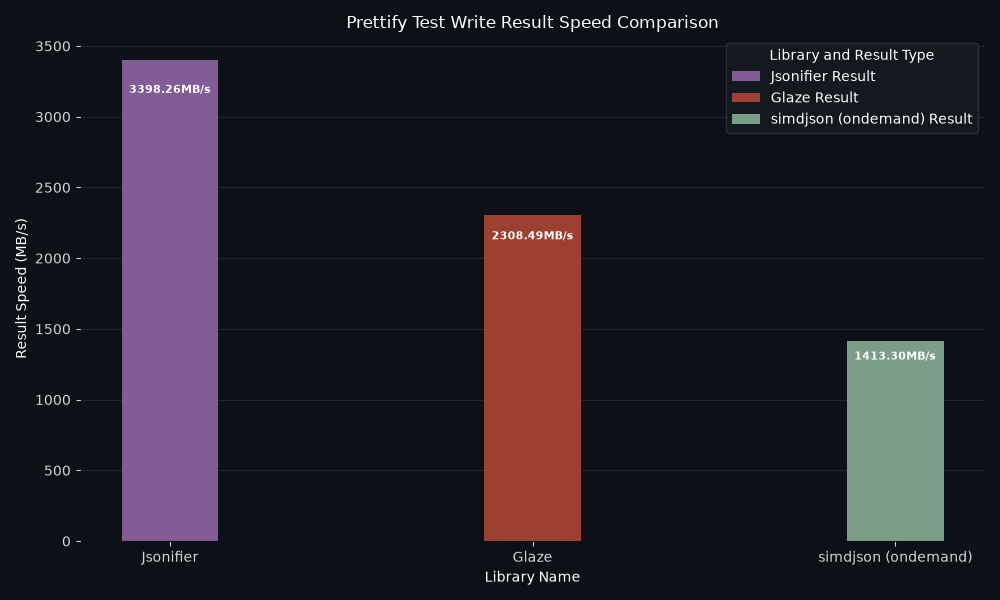 Prettify Test Write Result Speed Comparison
Library and Result Type
Jsonifier Result
Glaze Result
simdjson (ondemand) Result
Result Speed (MB/s)
3500
3000
2500
2000
1500
1000
500
0
3398.26MB/s
2308.49MB/s
1413.30MB/s
Jsonifier
Glaze
simdjson (ondemand)
Library Name